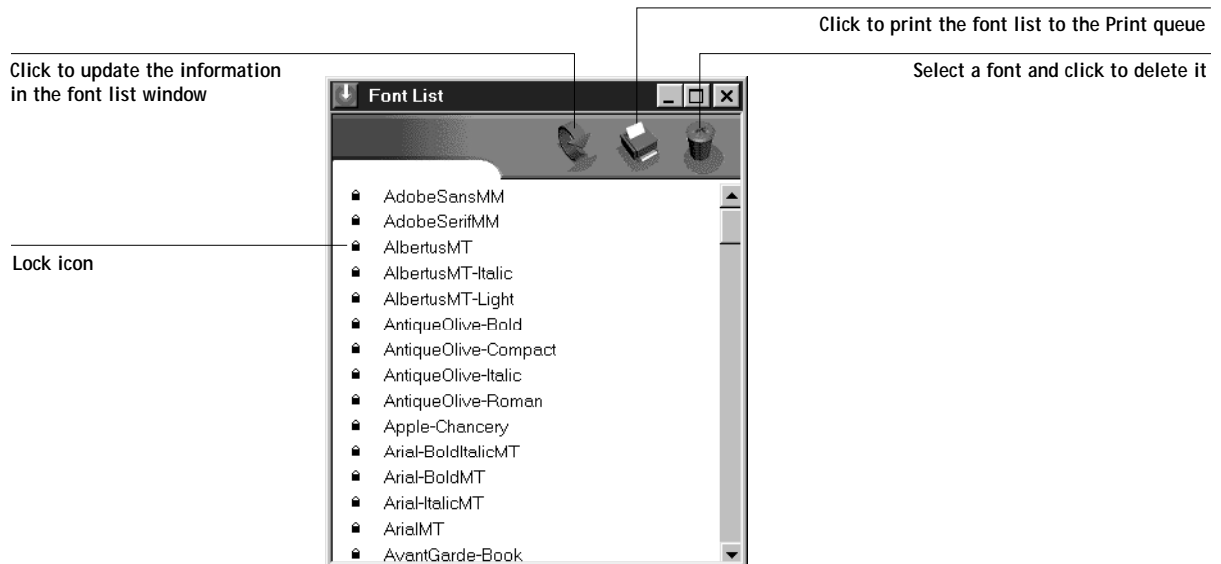 Click to print the font list to the Print queue
Click to update the information
in the font list window
Select a font and click to delete it
Font List
Lock icon
AdobeSansMM
AdobeSerifMM
AlbertusMT
AlbertusMT-Italic
AlbertusMT-Light
AntiqueOlive-Bold
AntiqueOlive-Compact
AntiqueOlive-Italic
AntiqueOlive-Roman
Apple-Chancery
Arial-BoldItalicMT
Arial-BoldMT
Arial-ItalicMT
ArialMT
AvantGarde-Book